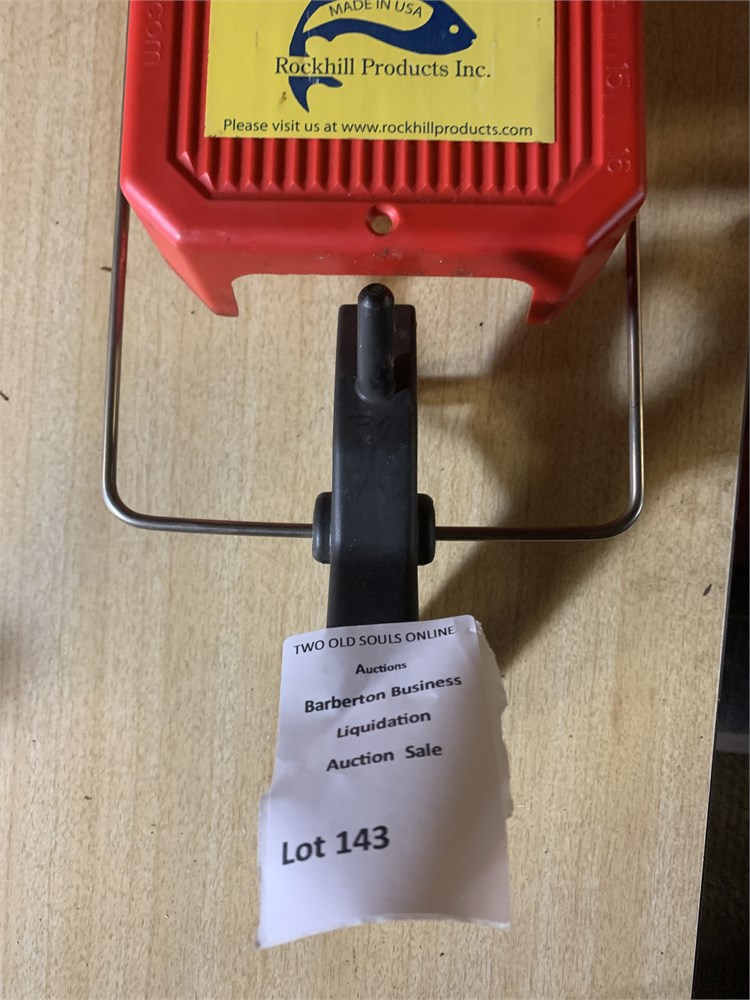 MADE IN USA
Rockhill Products Inc.
Please visit us at www.rockhillproducts.com
.com
15
16
TWO OLD SOULS ONLINE
Auctions
Barberton Business
Liquidation
Auction Sale
Lot 143